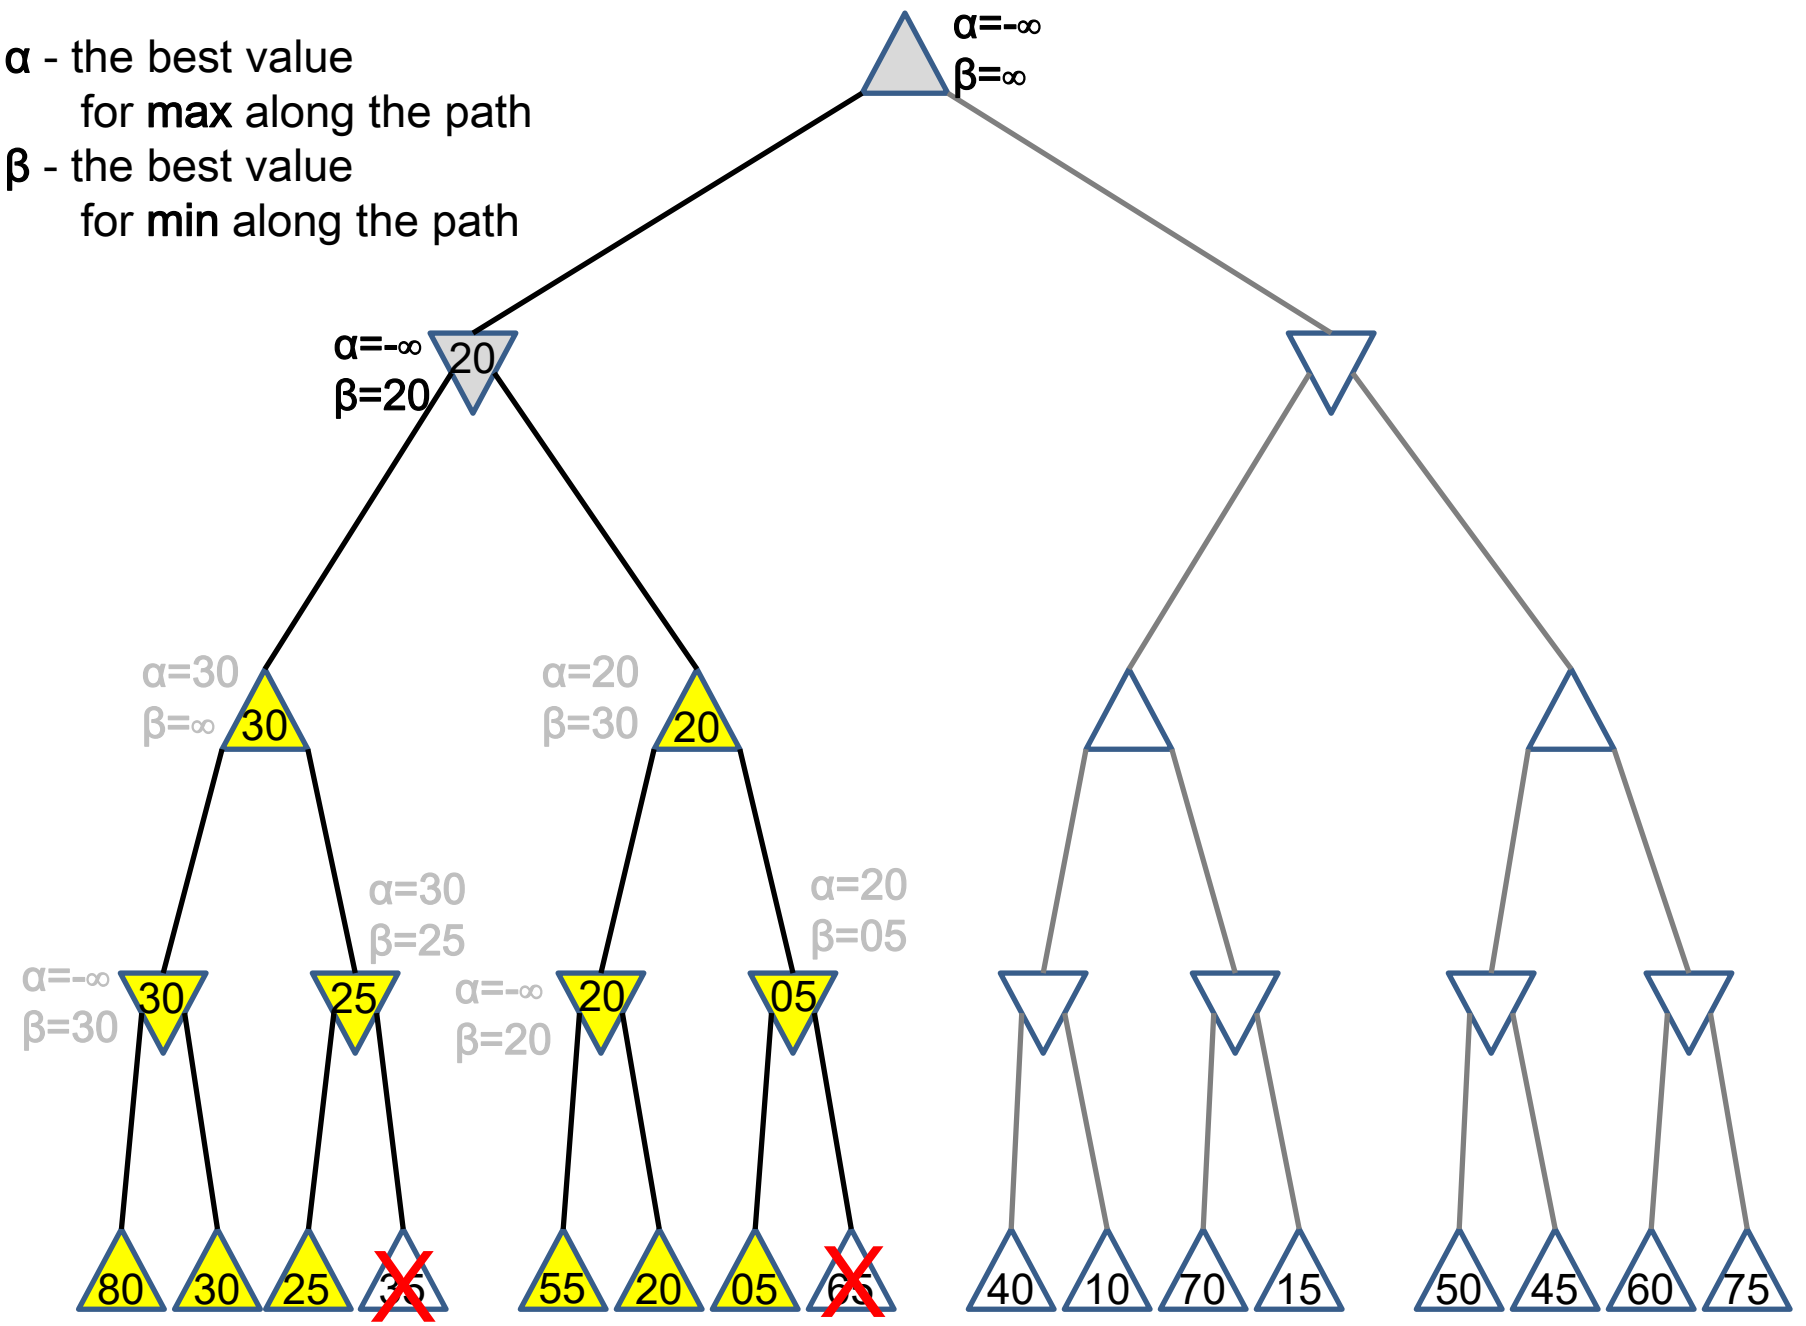 α - the best value
for max along the path
β - the best value
for min along the path
α=-∞
β=∞
α=-∞
β=20
20
α=30
β=∞
30
α=20
β=30
20
α=-∞
β=30
30
α=30
β=25
25
α=-∞
β=20
20
α=20
β=05
05
80 30 25 35 55 20 05 65 40 10 70 15 50 45 60 75